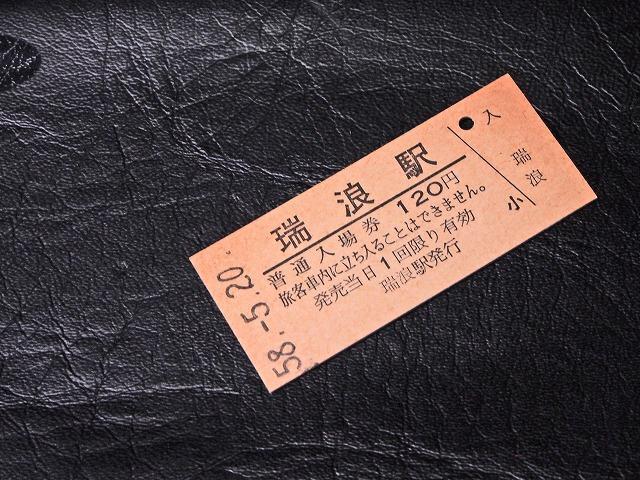 瑞浪駅
普通入場券 120円
旅客車内に立ち入ることはできません。
発売当日1回限り有効
瑞浪駅発行
58.-5.20.
入
瑞浪
小